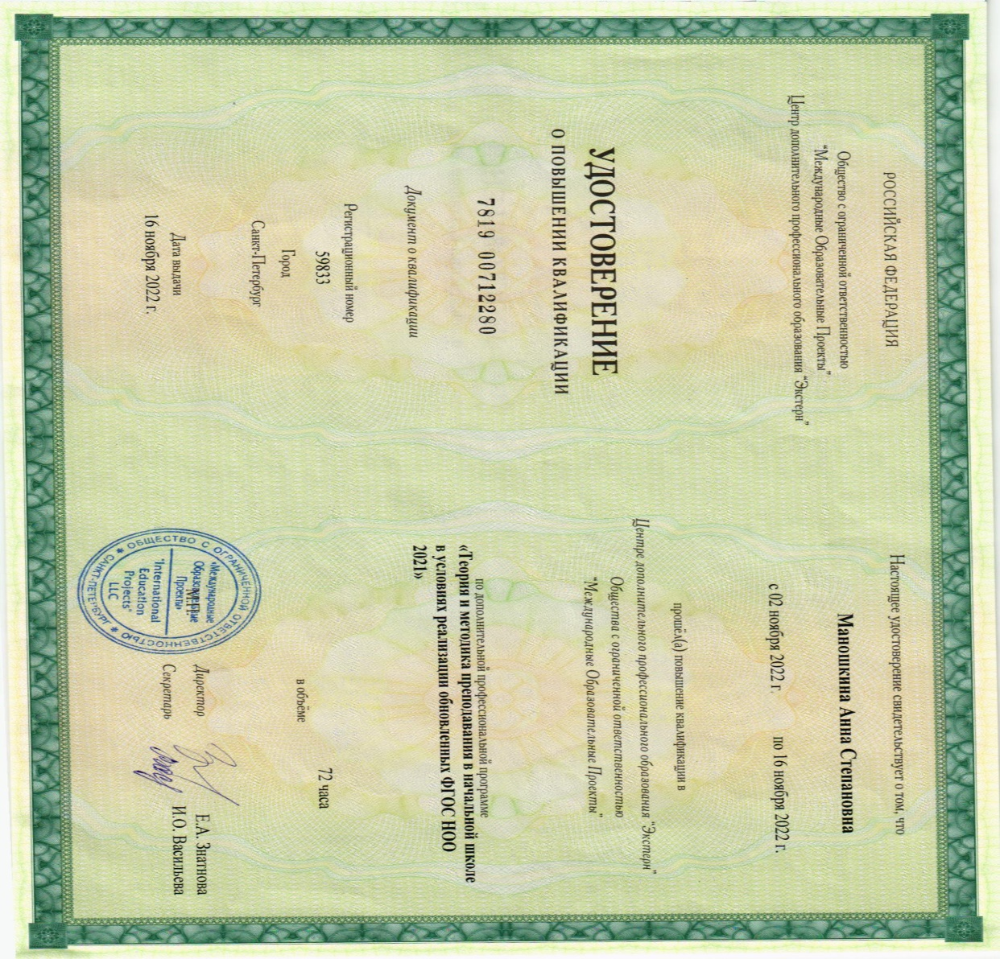 РОССИЙСКАЯ ФЕДЕРАЦИЯ
Общество с ограниченной ответственностью
"Международные Образовательные Проекты"
Центр дополнительного профессионального образования "Экстерн"
УДОСТОВЕРЕНИЕ
О ПОВЫШЕНИИ КВАЛИФИКАЦИИ
7819 00712280
Документ о квалификации
Регистрационный номер
59833
Город
Санкт-Петербург
Дата выдачи
16 ноября 2022 г.
Настоящее удостоверение свидетельствует о том, что
Маношкина Анна Степановна
с 02 ноября 2022 г. по 16 ноября 2022 г.
прошёл(а) повышение квалификации в
Центре дополнительного профессионального образования "Экстерн"
Общества с ограниченной ответственностью
"Международные Образовательные Проекты"
по дополнительной профессиональной программе
«Теория и методика преподавания в начальной школе
в условиях реализации обновленных ФГОС НОО
2021»
в объёме
72 часа
М.П.
Директор Е.А. Знатнова
Секретарь И.О. Васильева
ОБЩЕСТВО С ОГРАНИЧЕННОЙ ОТВЕТСТВЕННОСТЬЮ
САНКТ-ПЕТЕРБУРГ
«Международные
Образовательные
Проекты»
"International
Education
Projects"
LLC